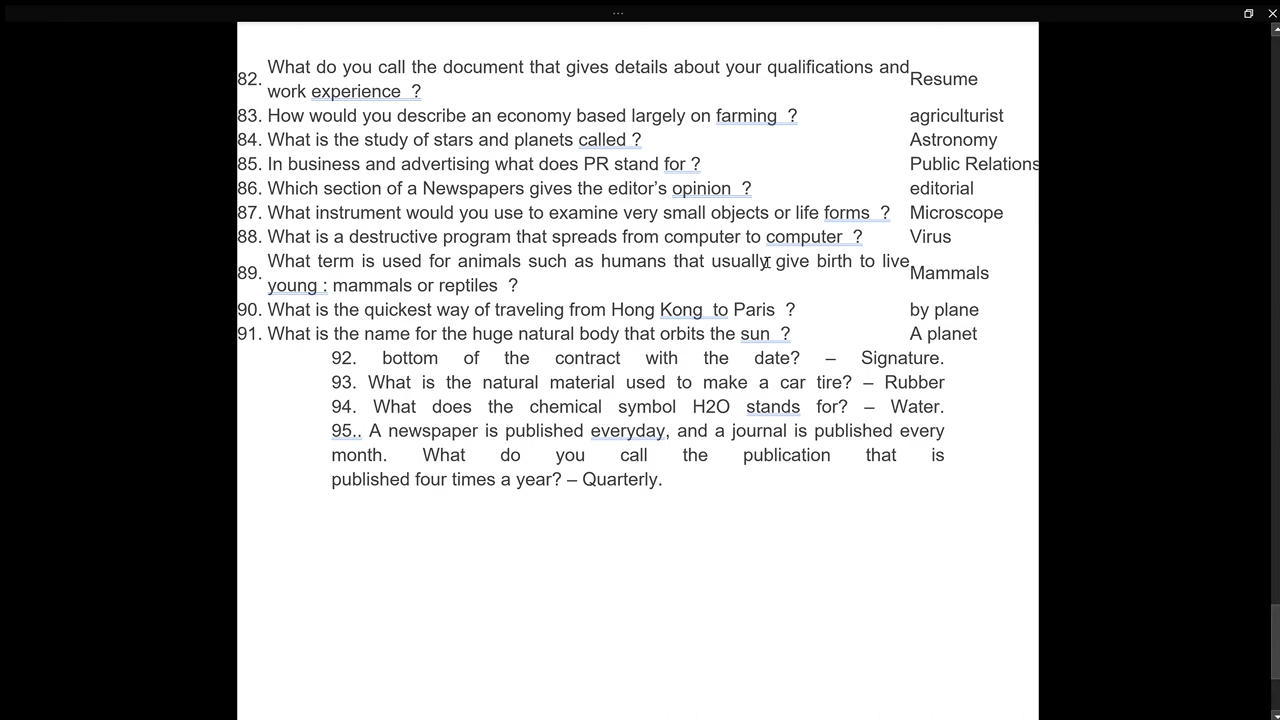 82. What do you call the document that gives details about your qualifications and work experience  ? Resume
83. How would you describe an economy based largely on farming  ? agriculturist
84. What is the study of stars and planets called ? Astronomy
85. In business and advertising what does PR stand for ? Public Relations
86. Which section of a Newspapers gives the editor’s opinion  ? editorial
87. What instrument would you use to examine very small objects or life forms  ? Microscope
88. What is a destructive program that spreads from computer to computer  ? Virus
89. What term is used for animals such as humans that usually give birth to live young : mammals or reptiles  ? Mammals
90. What is the quickest way of traveling from Hong Kong  to Paris  ? by plane
91. What is the name for the huge natural body that orbits the sun  ? A planet
92. bottom of the contract with the date? – Signature.
93. What is the natural material used to make a car tire? – Rubber
94. What does the chemical symbol H2O stands for? – Water.
95.. A newspaper is published everyday, and a journal is published every
month. What do you call the publication that is
published four times a year? – Quarterly.